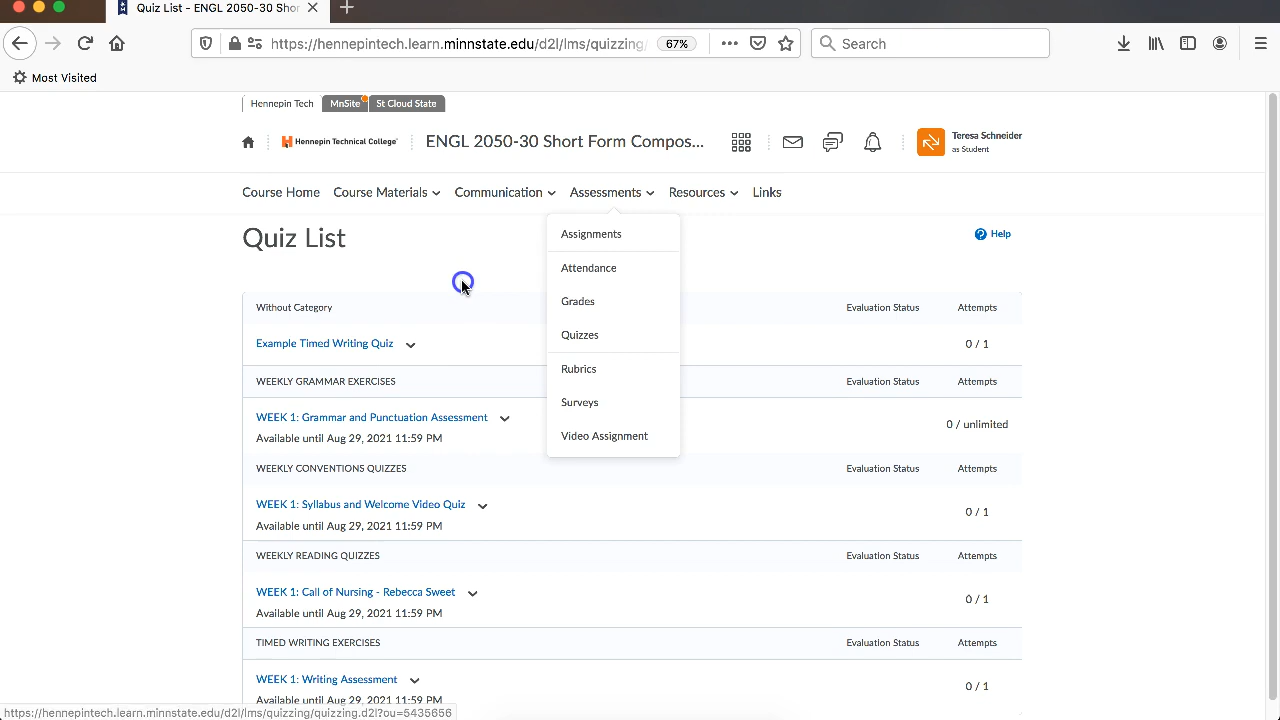 Quiz List - ENGL 2050-30 Shor
https://hennepintech.learn.minnstate.edu/d2l/lms/quizzing/ 67% Search
Most Visited
Hennepin Tech MnSite St Cloud State
Hennepin Technical College ENGL 2050-30 Short Form Compos... Teresa Schneider
as Student
Course Home Course Materials Communication Assessments Resources Links
Quiz List Help
Assignments
Attendance
Grades
Quizzes
Rubrics
Surveys
Video Assignment
Without Category Evaluation Status Attempts
Example Timed Writing Quiz 0 / 1
WEEKLY GRAMMAR EXERCISES Evaluation Status Attempts
WEEK 1: Grammar and Punctuation Assessment 0 / unlimited
Available until Aug 29, 2021 11:59 PM
WEEKLY CONVENTIONS QUIZZES Evaluation Status Attempts
WEEK 1: Syllabus and Welcome Video Quiz 0 / 1
Available until Aug 29, 2021 11:59 PM
WEEKLY READING QUIZZES Evaluation Status Attempts
WEEK 1: Call of Nursing - Rebecca Sweet 0 / 1
Available until Aug 29, 2021 11:59 PM
TIMED WRITING EXERCISES Evaluation Status Attempts
WEEK 1: Writing Assessment 0 / 1
Available until Aug 29, 2021 11:59 PM
https://hennepintech.learn.minnstate.edu/d2l/lms/quizzing/quizzing.d2l?ou=5435656